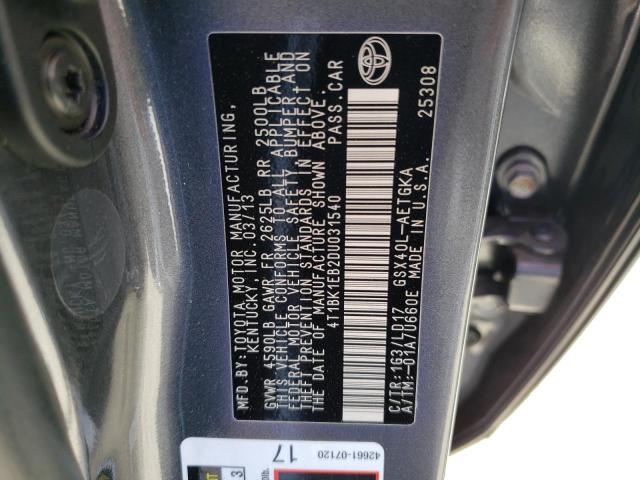 MFD.BY:TOYOTA MOTOR MANUFACTURING,
KENTUCKY, INC. 03/13
GVWR 4590LB GAWR FR 2625LB RR 2500LB
THIS VEHICLE CONFORMS TO ALL APPLICABLE
FEDERAL MOTOR VEHICLE SAFETY BUMPER, AND
THEFT PREVENTION STANDARDS IN EFFECT ON
THE DATE OF MANUFACTURE SHOWN ABOVE.
4T1BK1EB2DU031540 PASS.CAR
C/TR:1G3/LD17 GSX40L-AETGKA
A/TM:-01A/U660E MADE IN U.S.A.
25308
42661-07120
17
3